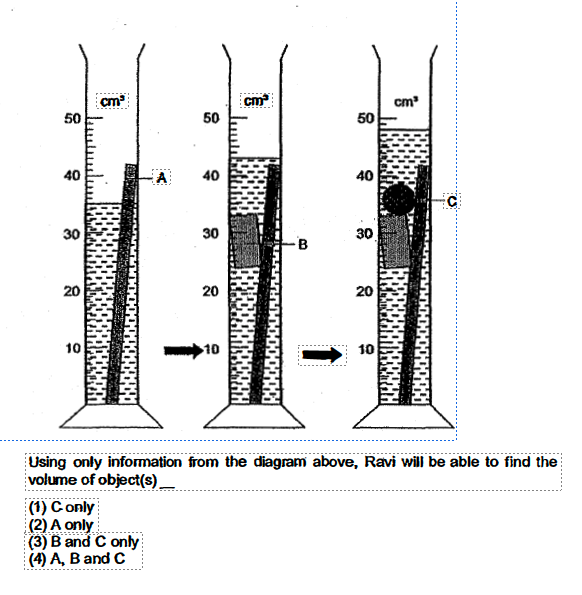 cm³ cm³ cm³
50 50 50
40 A 40 40 C
30 30 B 30
20 20 20
10 10 10
Using only information from the diagram above, Ravi will be able to find the
volume of object(s) __
(1) C only
(2) A only
(3) B and C only
(4) A, B and C